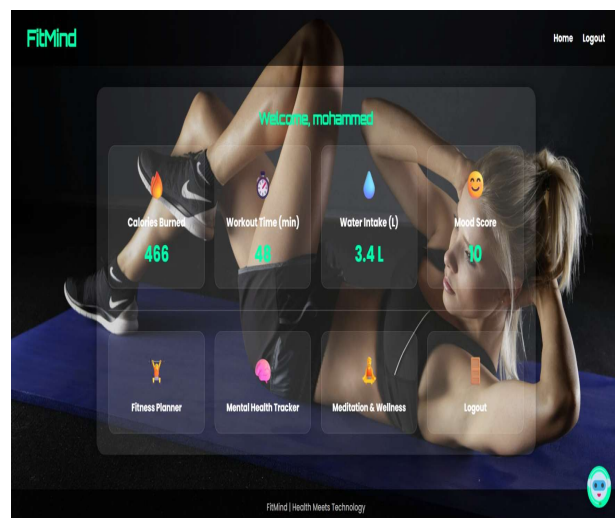 FitMind
Home Logout
Welcome, mohammed
Calories Burned
466
Workout Time (min)
48
Water Intake (L)
3.4 L
Mood Score
10
Fitness Planner
Mental Health Tracker
Meditation & Wellness
Logout
FitMind | Health Meets Technology